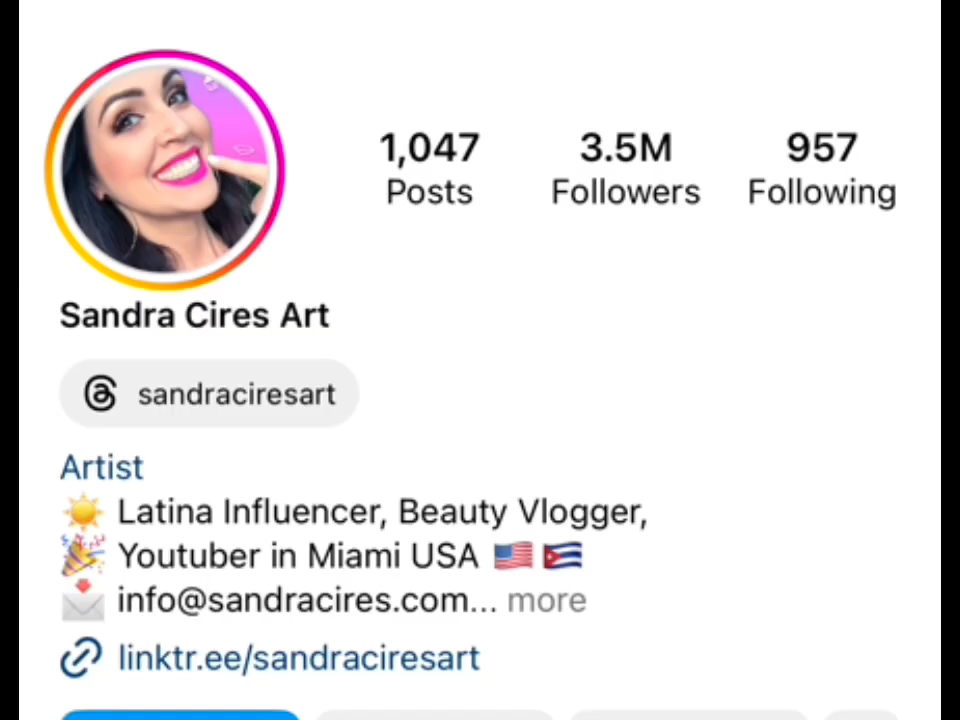 1,047 3.5M 957
Posts Followers Following
Sandra Cires Art
sandraciresart
Artist
☀️ Latina Influencer, Beauty Vlogger,
🎉 Youtuber in Miami USA 🇺🇸 🇨🇺
📩 info@sandracires.com... more
linktr.ee/sandraciresart